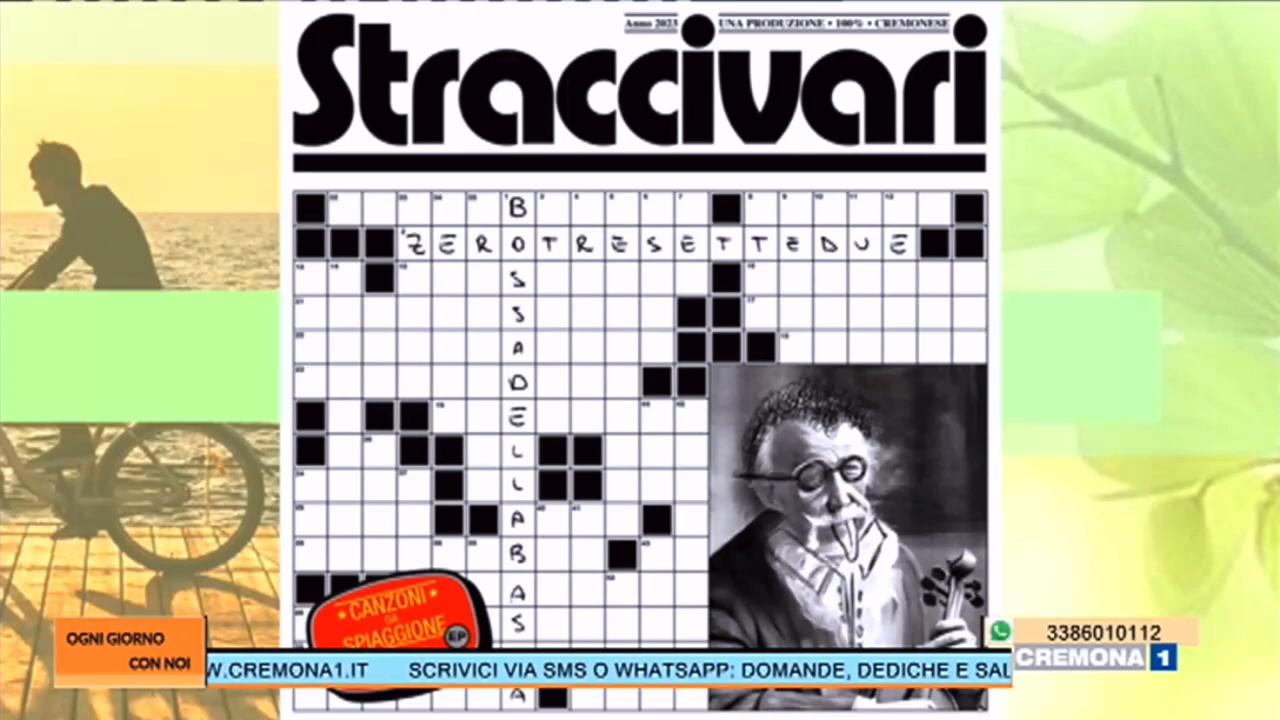 Anno 2023 UNA PRODUZIONE • 100% • CREMONESE
Straccivari
BOSSADELLABAS
A
ZEROTRESETTEDUE
CANZONI
DA
SPIAGGIONE
EP
OGNI GIORNO
CON NOI
W.CREMONA1.IT SCRIVICI VIA SMS O WHATSAPP: DOMANDE, DEDICHE E SAL
3386010112
CREMONA 1